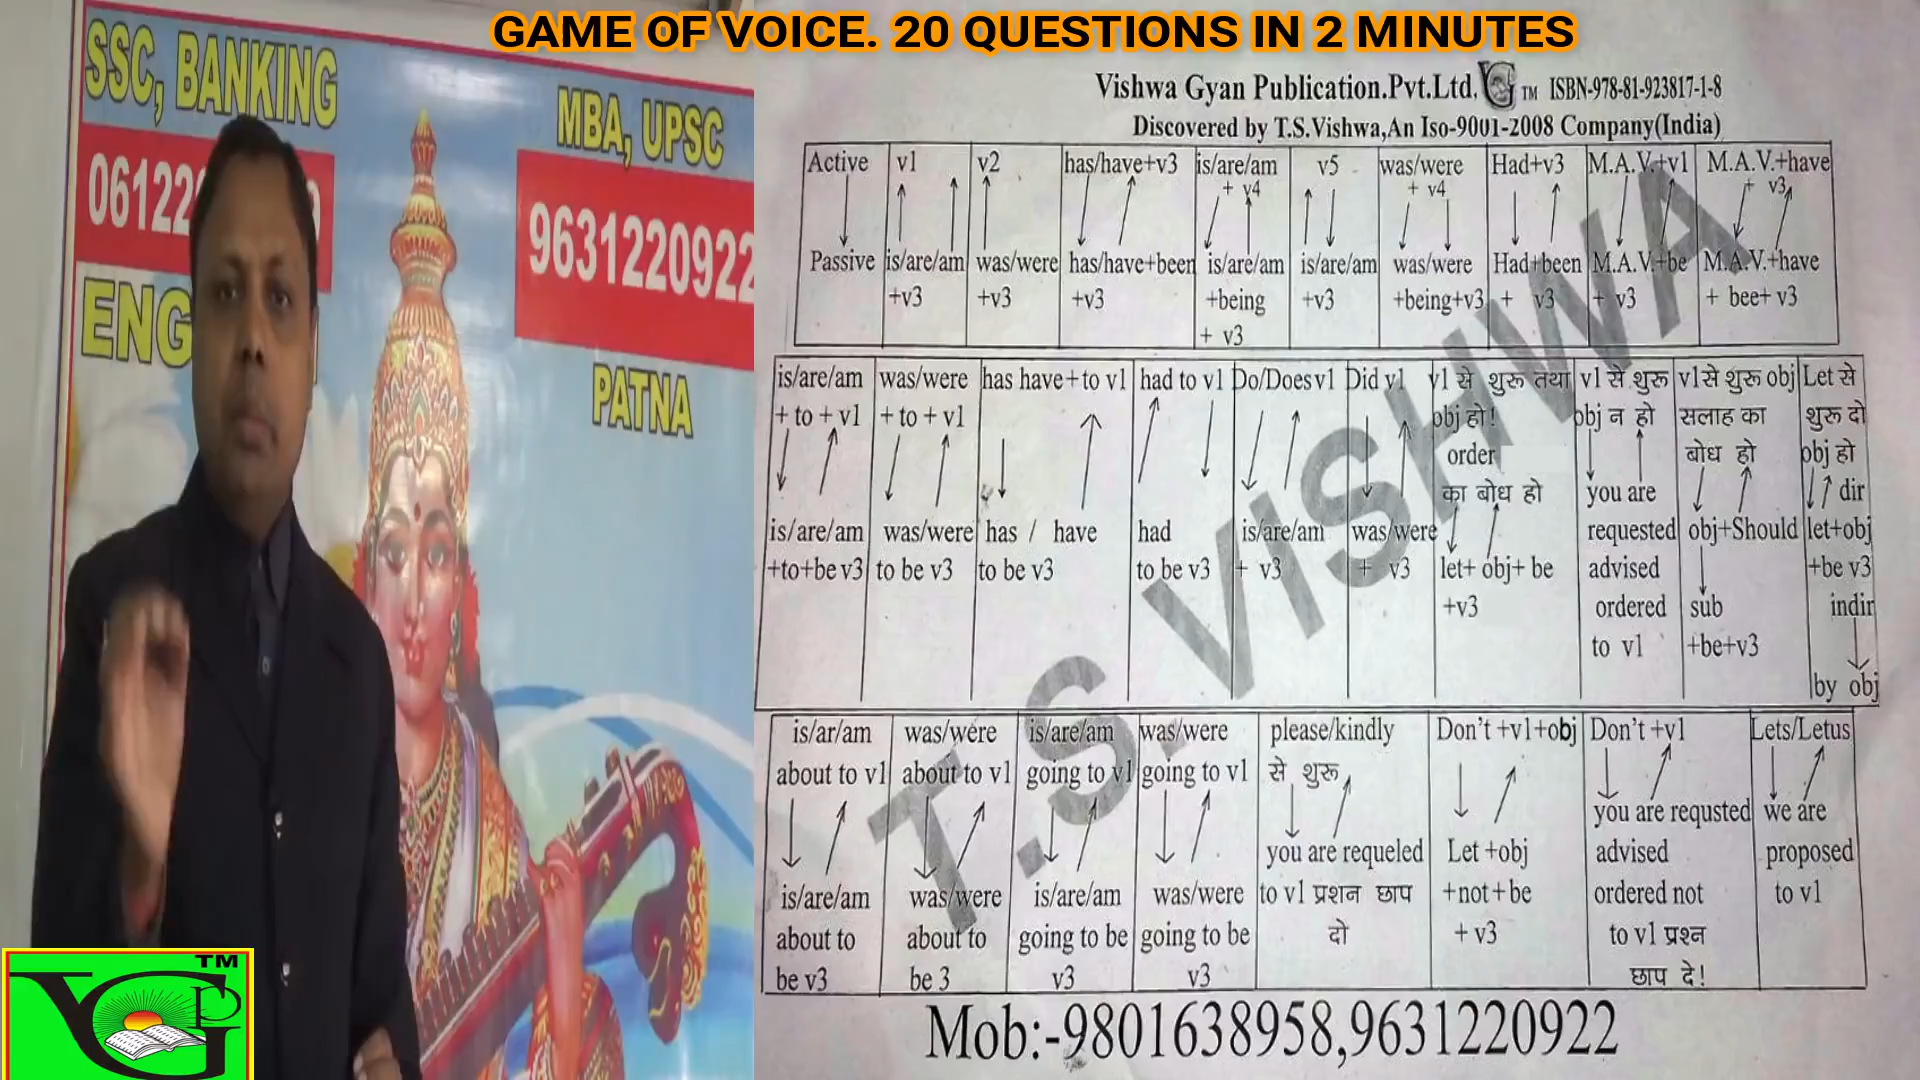 GAME OF VOICE. 20 QUESTIONS IN 2 MINUTES
SSC, BANKING
MBA, UPSC
06122
9631220922
ENG
PATNA
Vishwa Gyan Publication.Pvt.Ltd. TM ISBN-978-81-923817-1-8
Discovered by T.S.Vishwa,An Iso-9001-2008 Company(India)
Active v1 v2 has/have+v3 is/are/am v5 was/were Had+v3 M.A.V.+v1 M.A.V.+have
+ v4 + v4 + v3
Passive is/are/am was/were has/have+been is/are/am is/are/am was/were Had+been M.A.V.+be M.A.V.+have
+v3 +v3 +v3 +being +v3 +being+v3 + v3 + v3 + bee+ v3
+ v3
is/are/am was/were has have+to v1 had to v1 Do/Doesv1 Did v1 v1 से शुरू तथा v1 से शुरू v1से शुरू obj Let से
+ to + v1 + to + v1 obj हो! obj न हो सलाह का शुरू दो
order बोध हो obj हो
का बोध हो you are dir
is/are/am was/were has / have had is/are/am was/were requested obj+Should let+obj
+to+be v3 to be v3 to be v3 to be v3 + v3 + v3 let+ obj+ be advised +be v3
+v3 ordered sub indir
to v1 +be+v3
by obj
is/ar/am was/were is/are/am was/were please/kindly Don't +v1+obj Don't +v1 Lets/Letus
about to v1 about to v1 going to v1 going to v1 से शुरू
you are requsted we are
you are requeled Let +obj advised proposed
is/are/am was/were is/are/am was/were to v1 प्रशन छाप +not+be ordered not to v1
about to about to going to be going to be दो + v3 to v1 प्रश्न
be v3 be 3 v3 v3 छाप दे!
T.S.VISHWA
Mob:-9801638958,9631220922
TM
VGP